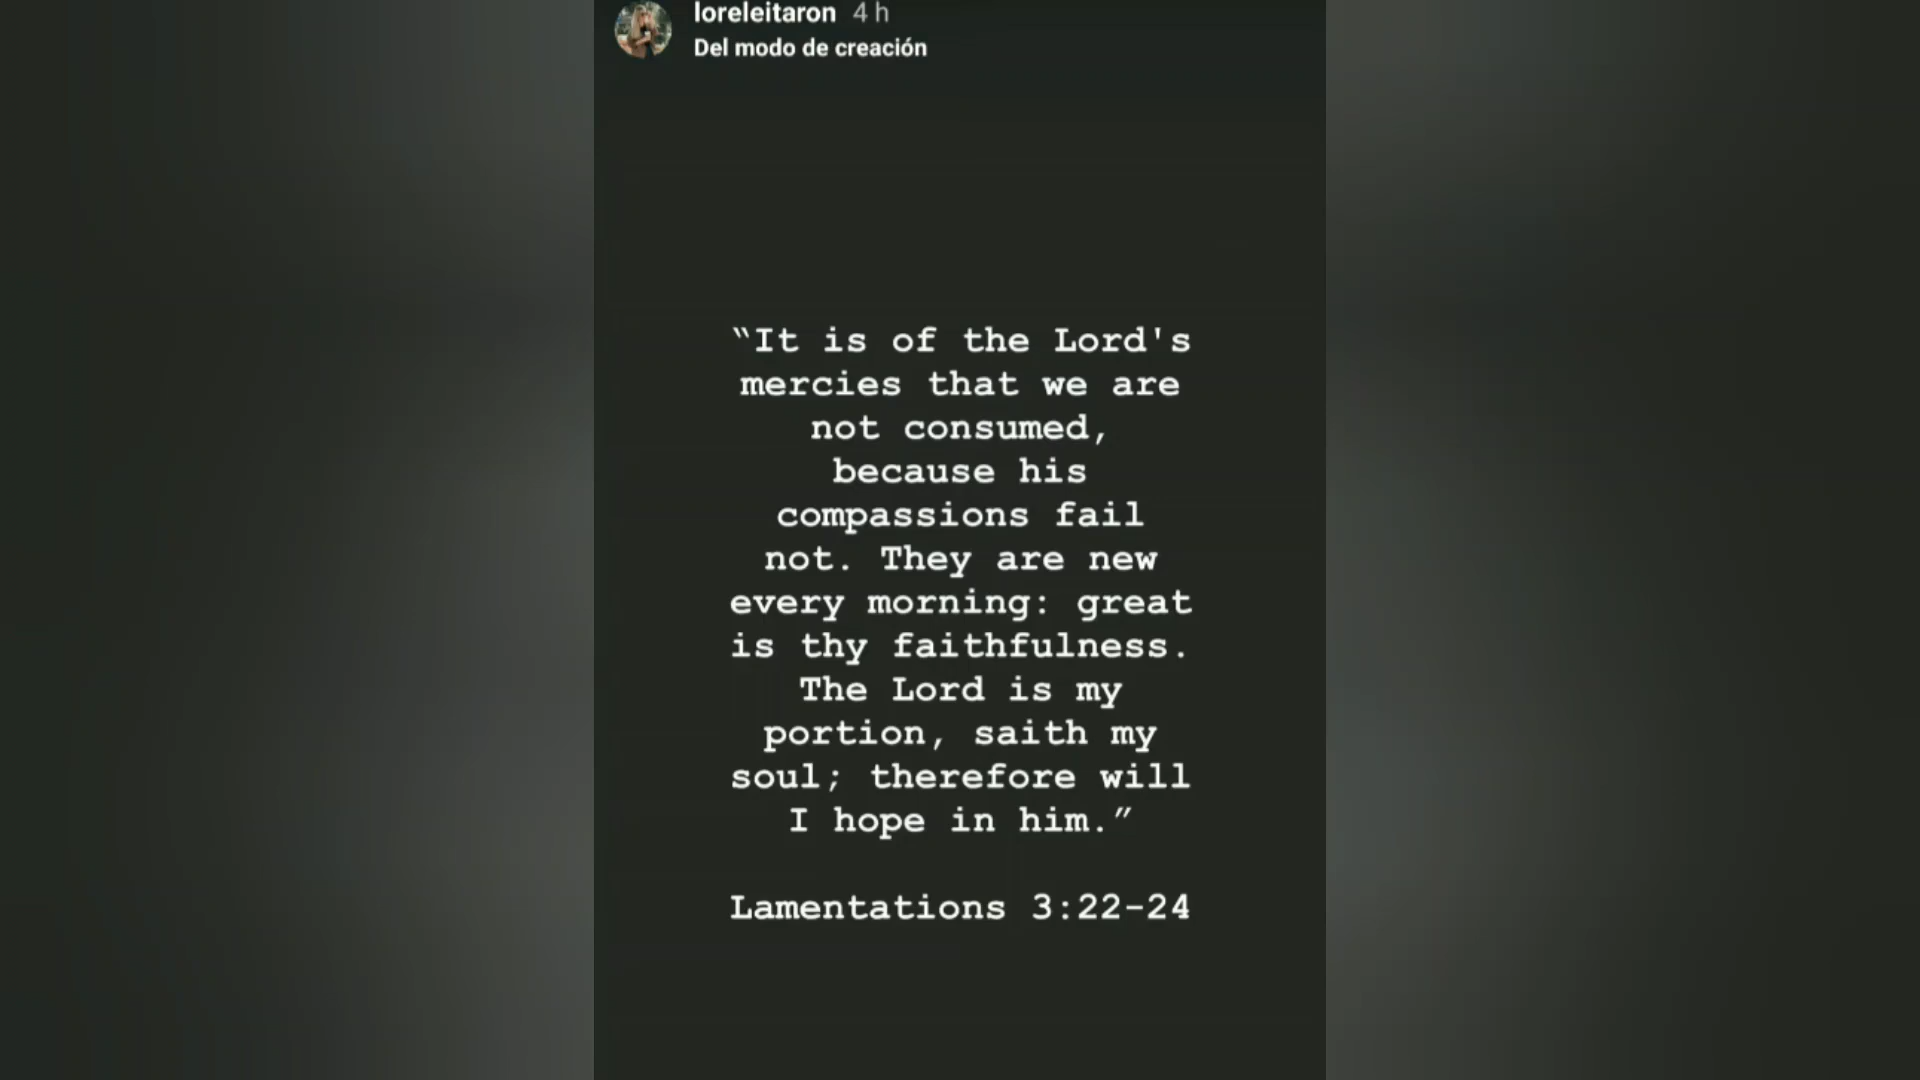 loreleitaron 4 h
Del modo de creación
“It is of the Lord's
mercies that we are
not consumed,
because his
compassions fail
not. They are new
every morning: great
is thy faithfulness.
The Lord is my
portion, saith my
soul; therefore will
I hope in him.”
Lamentations 3:22-24